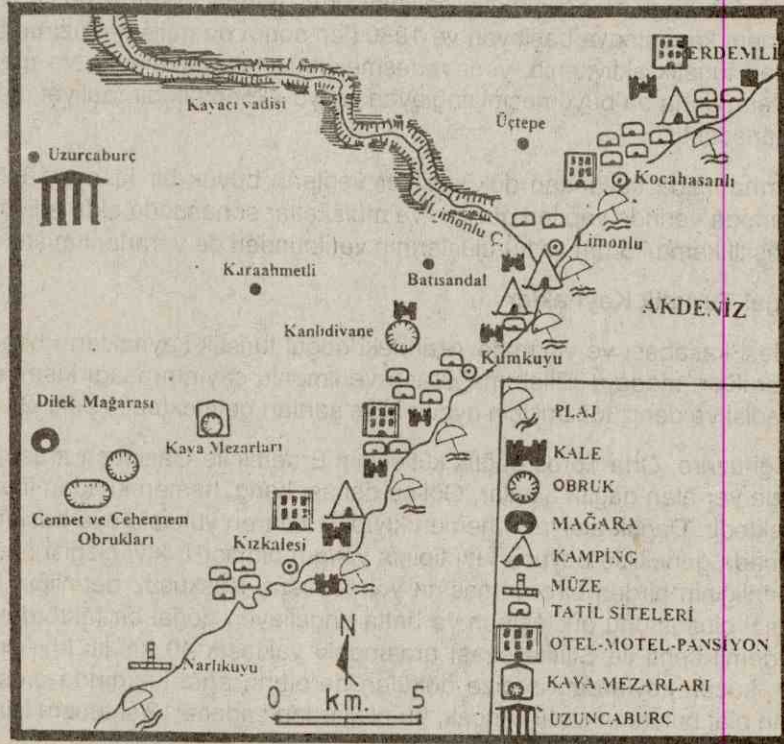 ERDEMLİ
Kayacı vadisi
Üçtepe
Uzurcaburç
Kocahasanlı
Limonlu Ç.
Limonlu
Karaahmetli
Batısandal
AKDENİZ
Kanlıdivane
Kumkuyu
Dilek Mağarası
Kaya Mezarları
Cennet ve Cehennem
Obrukları
Kızkalesi
Narlıkuyu
N
0 km. 5
PLAJ
KALE
OBRUK
MAĞARA
KAMPİNG
MÜZE
TATİL SİTELERİ
OTEL-MOTEL-PANSİYON
KAYA MEZARLARI
UZUNCABURC